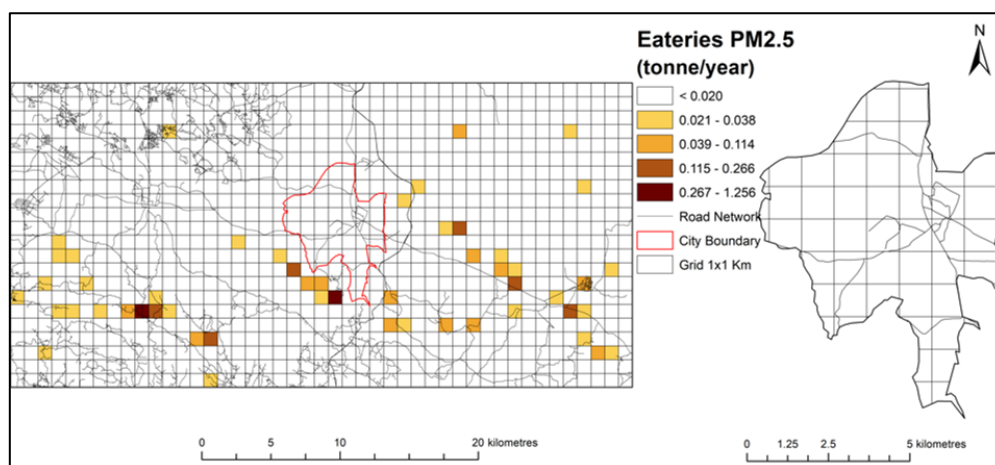 Eateries PM2.5
(tonne/year)
< 0.020
0.021 - 0.038
0.039 - 0.114
0.115 - 0.266
0.267 - 1.256
Road Network
City Boundary
Grid 1x1 Km
N
0 10 20 kilometres
0 1.25 2.5 5 kilometres